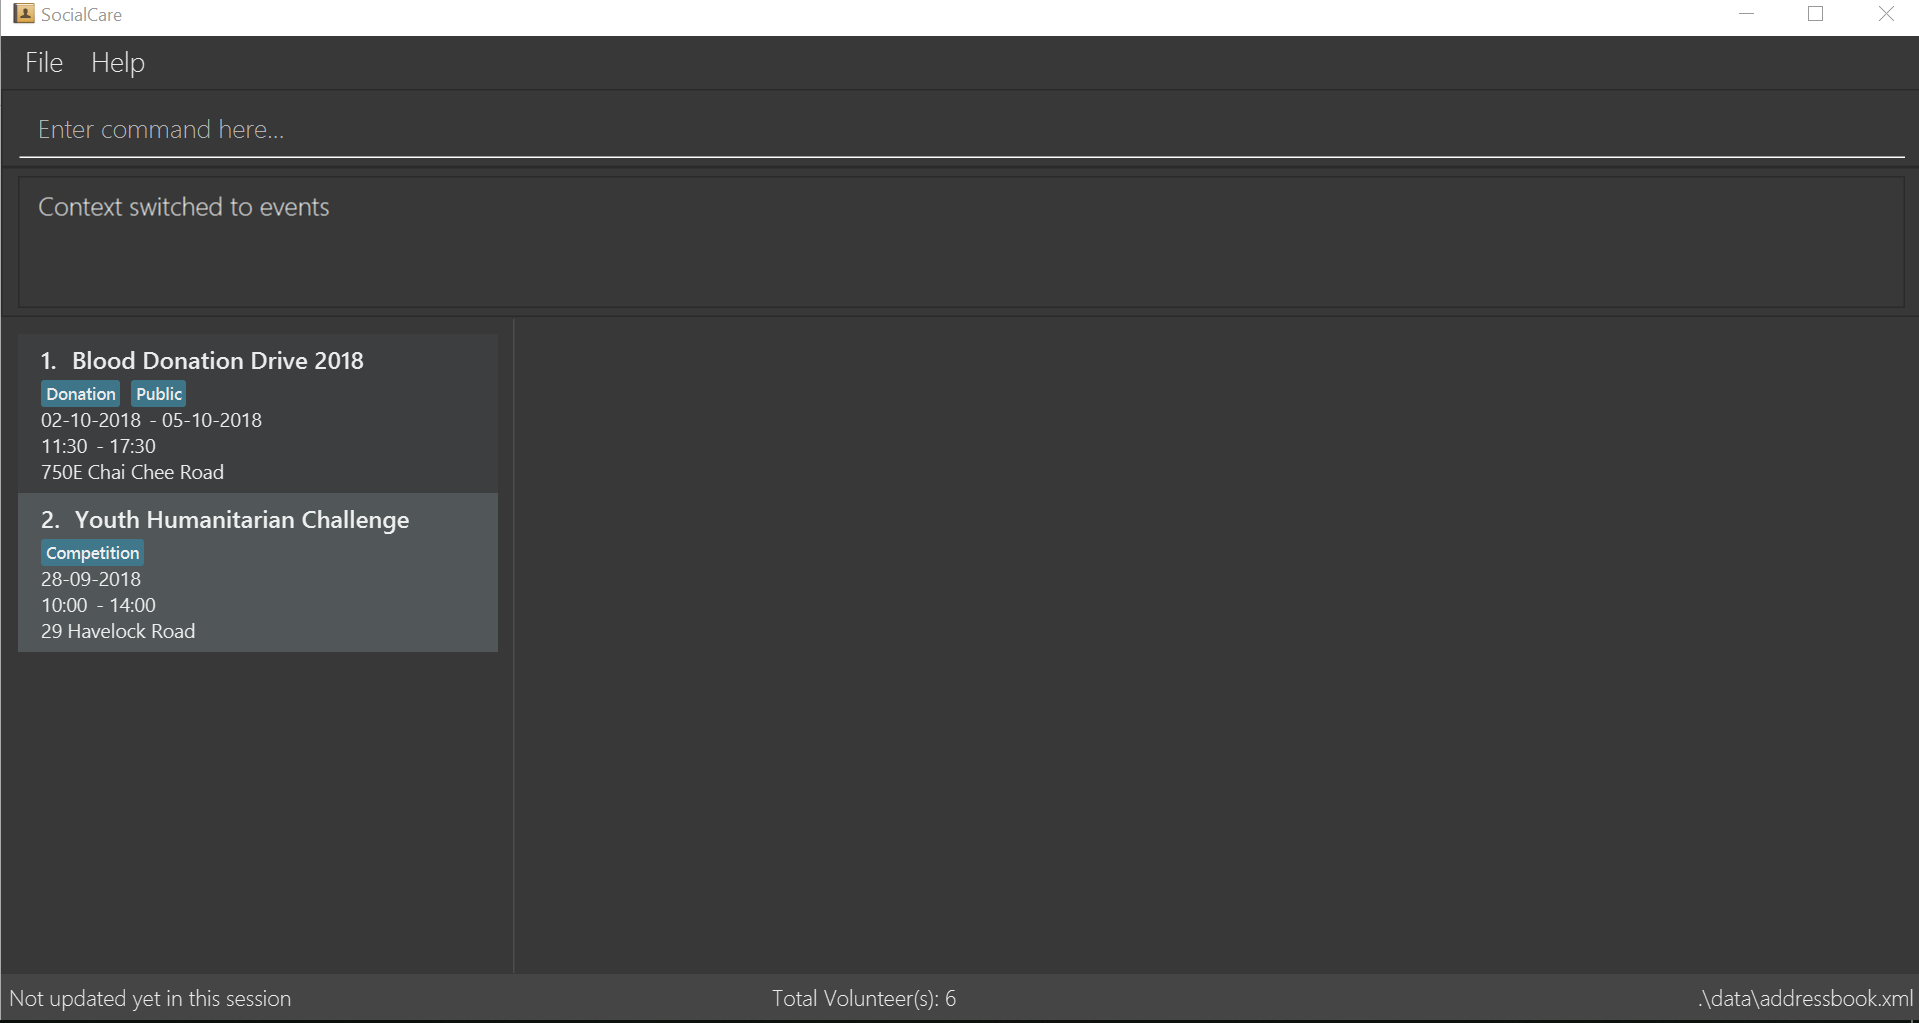 SocialCare
File Help
Enter command here...
Context switched to events
1. Blood Donation Drive 2018
Donation Public
02-10-2018 - 05-10-2018
11:30 - 17:30
750E Chai Chee Road
2. Youth Humanitarian Challenge
Competition
28-09-2018
10:00 - 14:00
29 Havelock Road
Not updated yet in this session Total Volunteer(s): 6 .\data\addressbook.xml